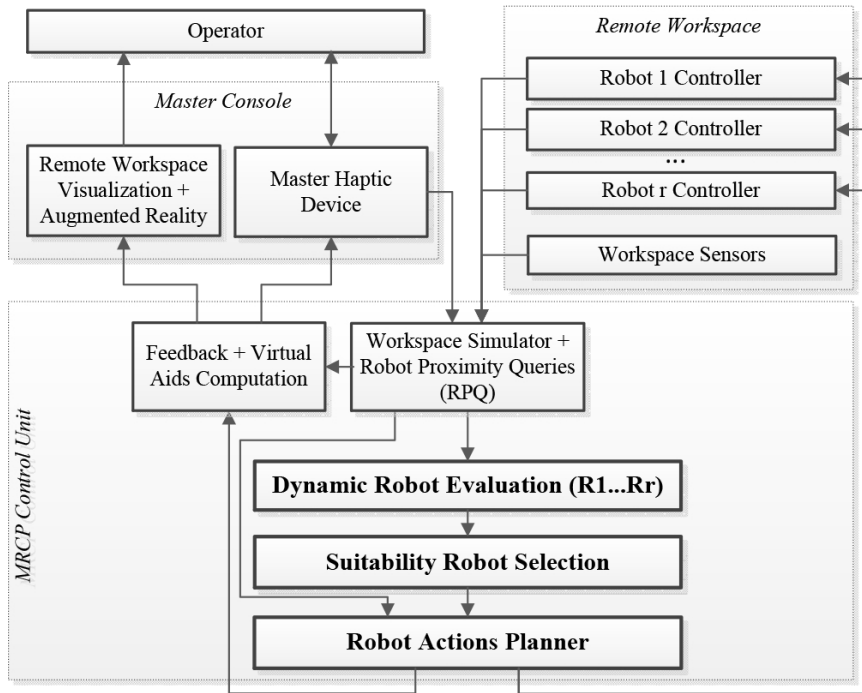 Operator
Remote Workspace
Robot 1 Controller
Robot 2 Controller
...
Robot r Controller
Workspace Sensors
Master Console
Remote Workspace
Visualization +
Augmented Reality
Master Haptic
Device
MRCP Control Unit
Feedback + Virtual
Aids Computation
Workspace Simulator +
Robot Proximity Queries
(RPQ)
Dynamic Robot Evaluation (R1...Rr)
Suitability Robot Selection
Robot Actions Planner